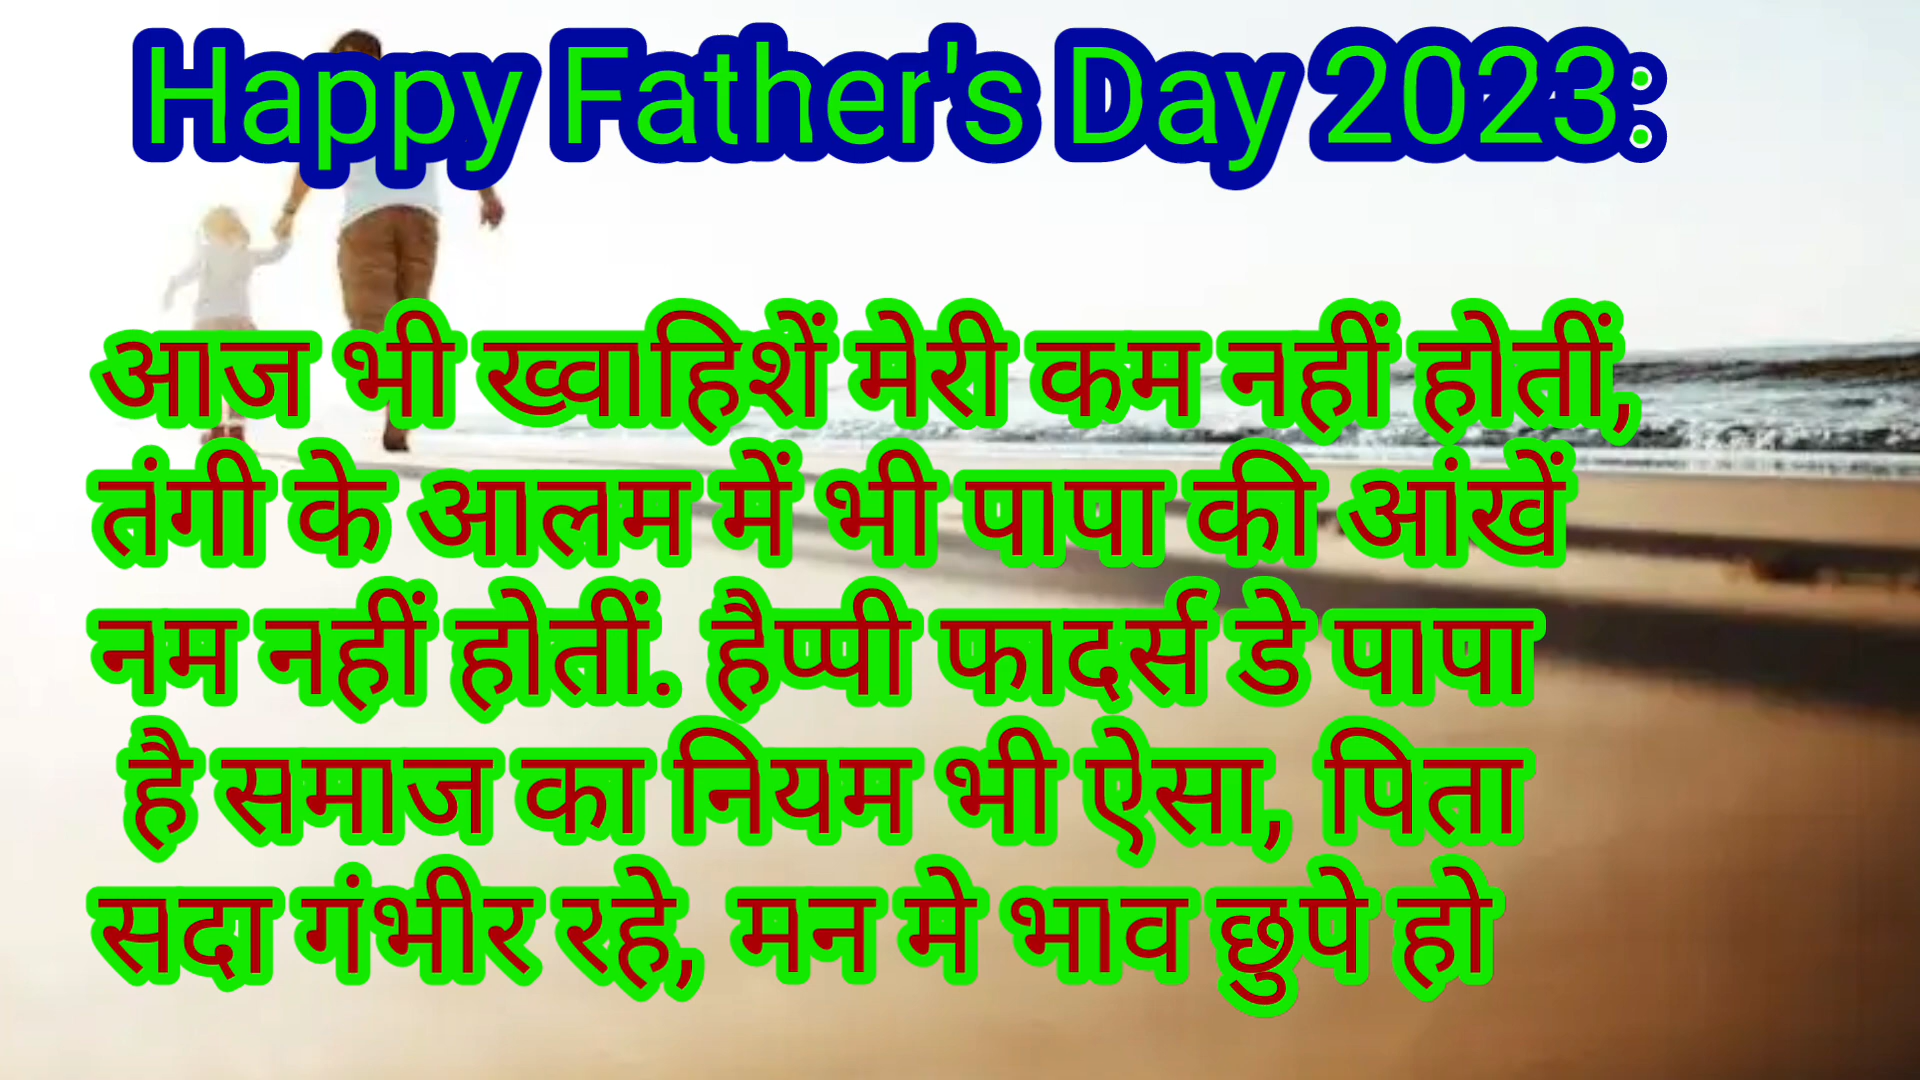 Happy Father's Day 2023:
आज भी ख्वाहिशें मेरी कम नहीं होतीं,
तंगी के आलम में भी पापा की आंखें
नम नहीं होतीं. हैप्पी फादर्स डे पापा
है समाज का नियम भी ऐसा, पिता
सदा गंभीर रहे, मन मे भाव छुपे हो